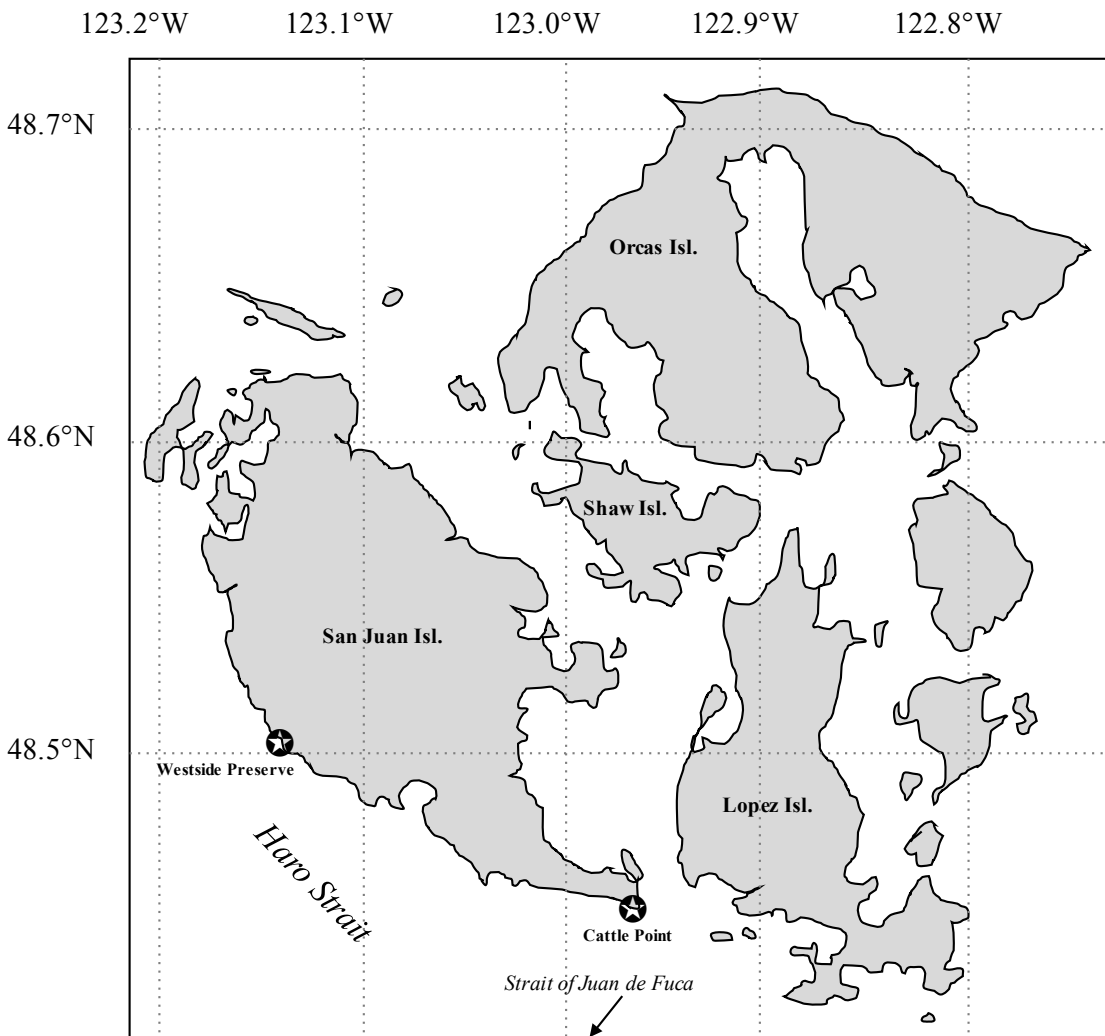 123.2°W 123.1°W 123.0°W 122.9°W 122.8°W
48.7°N
Orcas Isl.
48.6°N
Shaw Isl.
San Juan Isl.
48.5°N
Westside Preserve
Lopez Isl.
Haro Strait
Cattle Point
Strait of Juan de Fuca